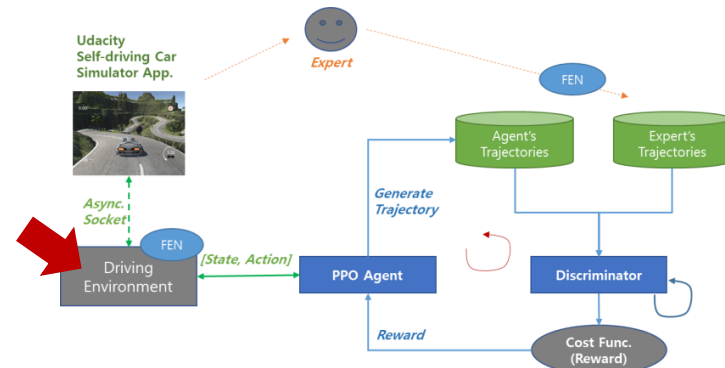 Udacity
Self-driving Car
Simulator App.
Expert
FEN
Agent's
Trajectories
Expert's
Trajectories
Generate
Trajectory
Async.
Socket
FEN
Driving
Environment
[State, Action]
PPO Agent
Discriminator
Reward
Cost Func.
(Reward)